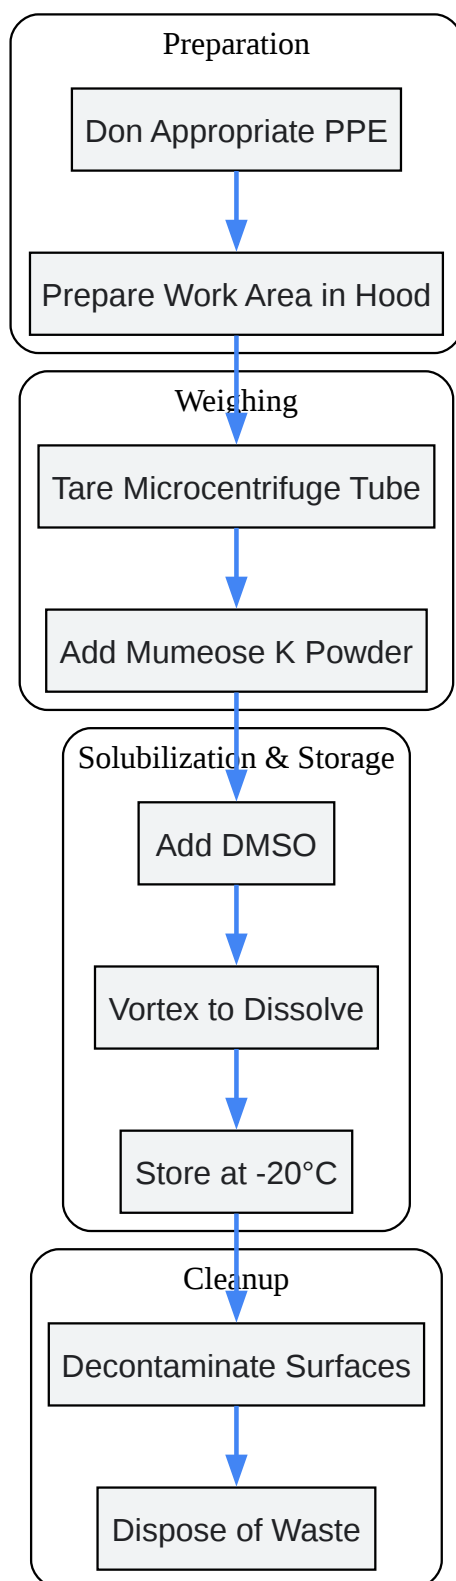 Preparation
Don Appropriate PPE
Prepare Work Area in Hood
Weighing
Tare Microcentrifuge Tube
Add Mumeose K Powder
Solubilization & Storage
Add DMSO
Vortex to Dissolve
Store at -20°C
Cleanup
Decontaminate Surfaces
Dispose of Waste